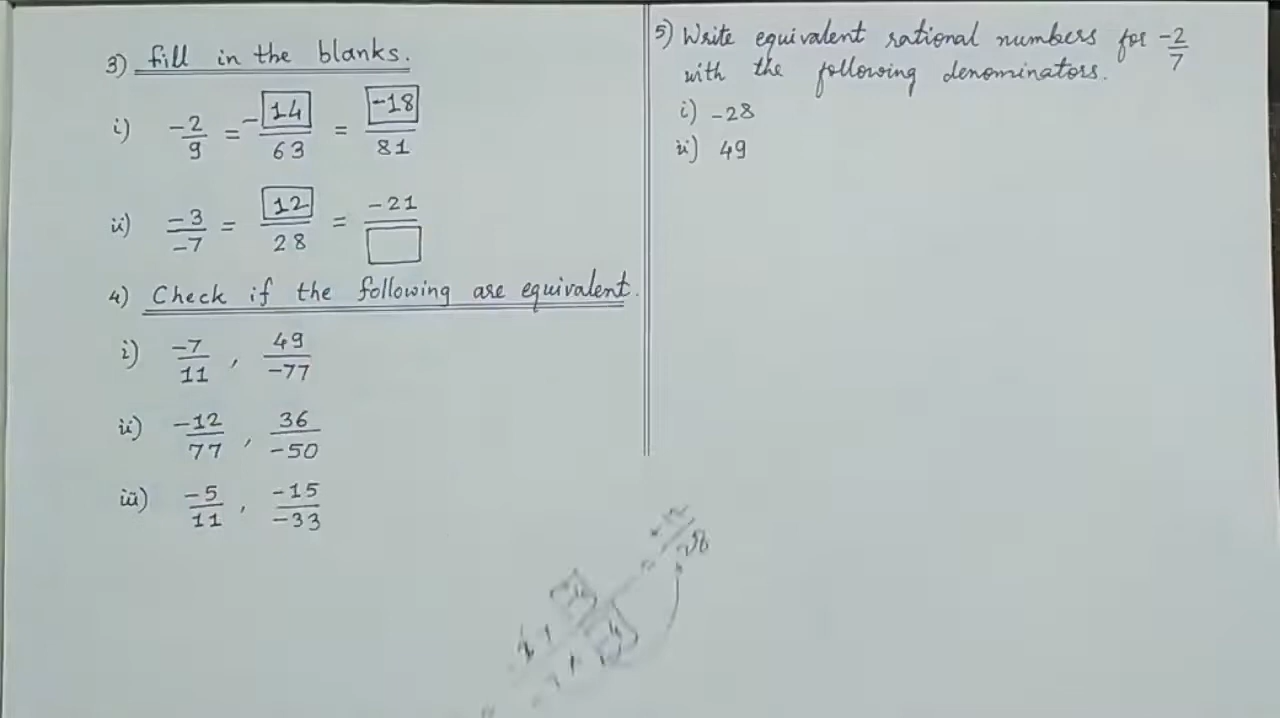 3) fill in the blanks.
i) -2/9 = -14/63 = -18/81
ii) -3/-7 = 12/28 = -21/
4) Check if the following are equivalent.
i) -7/11 , 49/-77
ii) -12/77 , 36/-50
iii) -5/11 , -15/-33
5) Write equivalent rational numbers for -2/7
with the following denominators.
i) -28
ii) 49